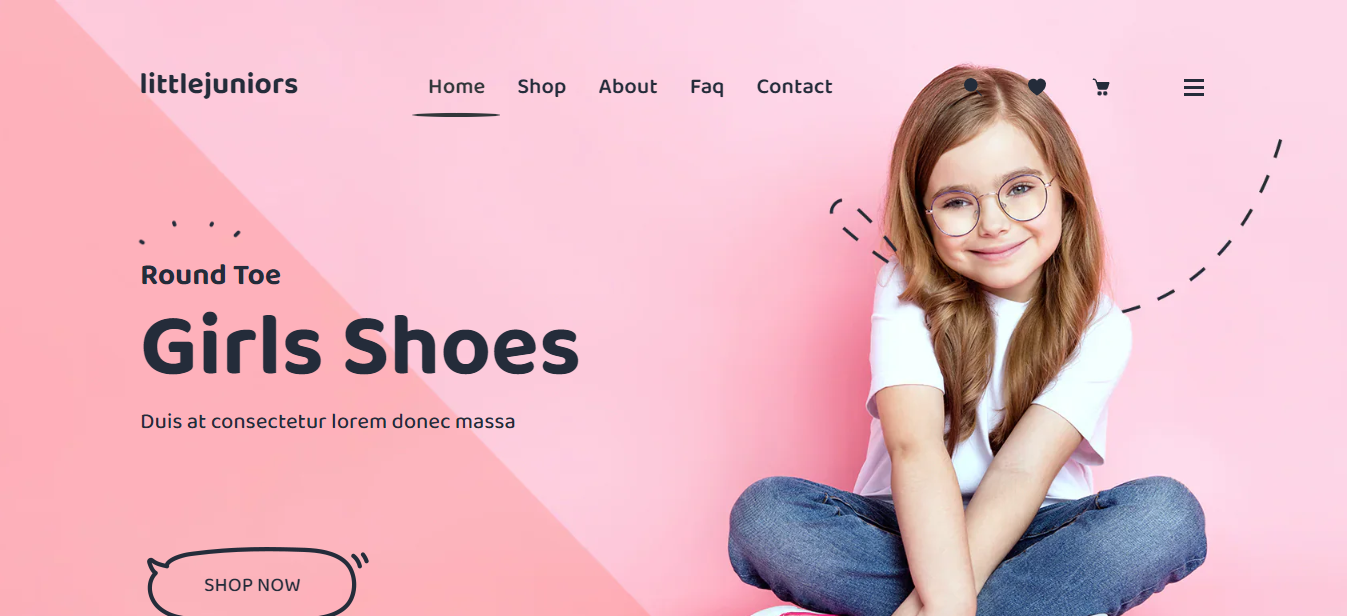 littlejuniors
Home Shop About Faq Contact
Round Toe
Girls Shoes
Duis at consectetur lorem donec massa
SHOP NOW